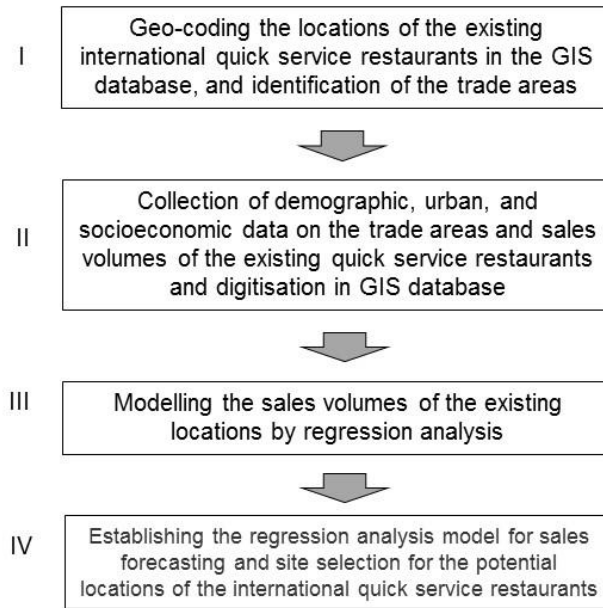 Geo-coding the locations of the existing
I
international quick service restaurants in the GIS
database, and identification of the trade areas
Collection of demographic, urban, and
II
socioeconomic data on the trade areas and sales
volumes of the existing quick service restaurants
and digitisation in GIS database
III
Modelling the sales volumes of the existing
locations by regression analysis
IV
Establishing the regression analysis model for sales
forecasting and site selection for the potential
locations of the international quick service restaurants